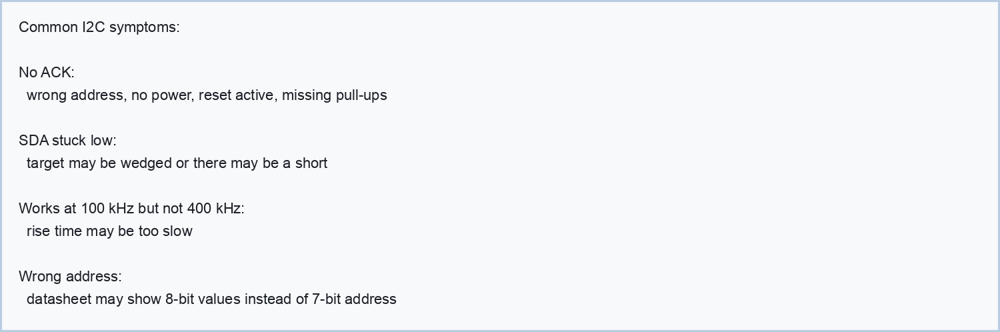 Common I2C symptoms:
No ACK:
wrong address, no power, reset active, missing pull-ups
SDA stuck low:
target may be wedged or there may be a short
Works at 100 kHz but not 400 kHz:
rise time may be too slow
Wrong address:
datasheet may show 8-bit values instead of 7-bit address